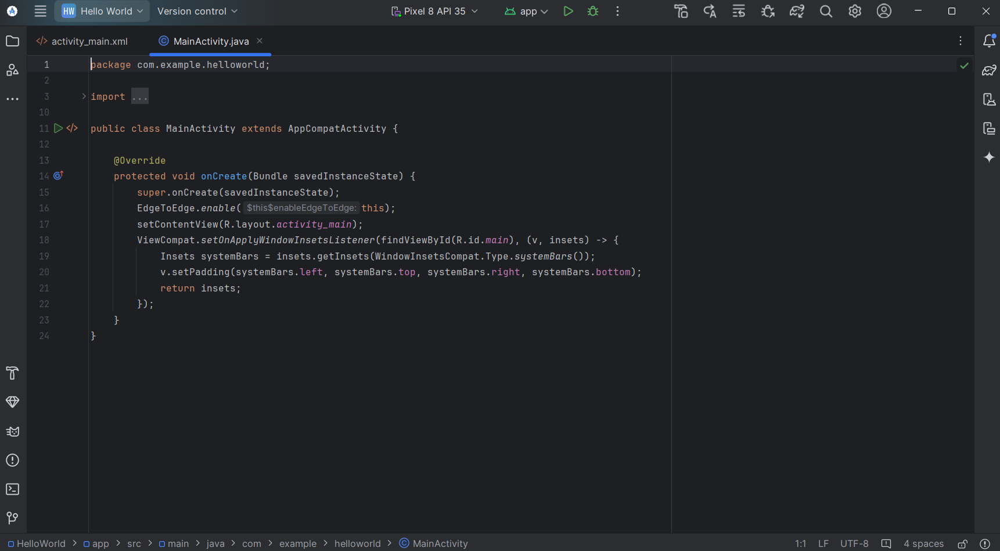 HW Hello World Version control Pixel 8 API 35 app
activity_main.xml MainActivity.java
1 package com.example.helloworld;
2
3 import ...
10
11 public class MainActivity extends AppCompatActivity {
12
13 @Override
14 protected void onCreate(Bundle savedInstanceState) {
15 super.onCreate(savedInstanceState);
16 EdgeToEdge.enable( $this$enableEdgeToEdge: this);
17 setContentView(R.layout.activity_main);
18 ViewCompat.setOnApplyWindowInsetsListener(findViewById(R.id.main), (v, insets) -> {
19 Insets systemBars = insets.getInsets(WindowInsetsCompat.Type.systemBars());
20 v.setPadding(systemBars.left, systemBars.top, systemBars.right, systemBars.bottom);
21 return insets;
22 });
23 }
24 }
HelloWorld > app > src > main > java > com > example > helloworld > MainActivity 1:1 LF UTF-8 4 spaces